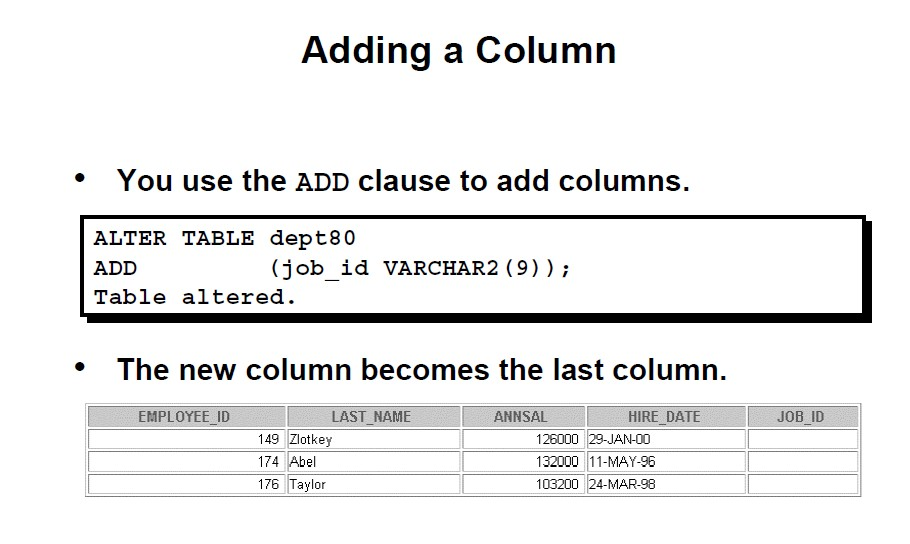 Adding a Column
• You use the ADD clause to add columns.
ALTER TABLE dept80
ADD (job_id VARCHAR2(9));
Table altered.
• The new column becomes the last column.
EMPLOYEE_ID LAST_NAME ANNSAL HIRE_DATE JOB_ID
149 Zlotkey 126000 29-JAN-00
174 Abel 132000 11-MAY-96
176 Taylor 103200 24-MAR-98